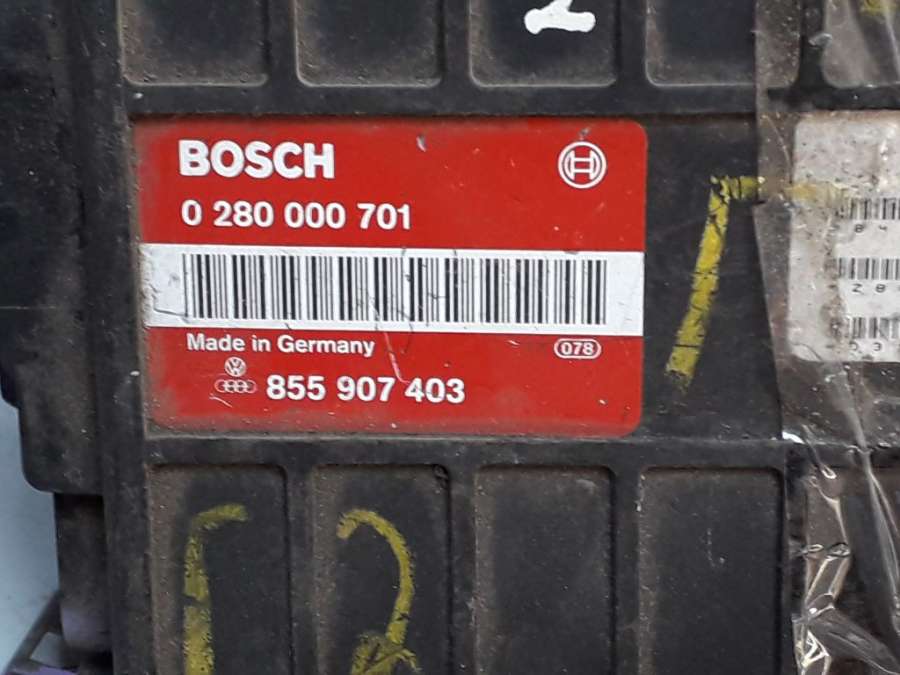 BOSCH
0 280 000 701
Made in Germany
078
855 907 403